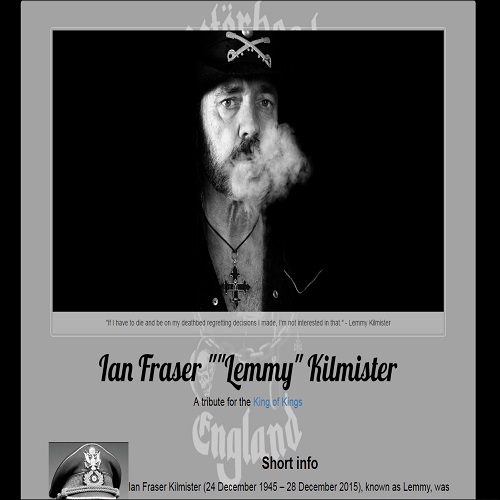 Motörhead
"If I have to die and be on my deathbed regretting decisions I made, I'm not interested in that." - Lemmy Kilmister
Ian Fraser ""Lemmy" Kilmister
A tribute for the King of Kings
England
Short info
Ian Fraser Kilmister (24 December 1945 – 28 December 2015), known as Lemmy, was